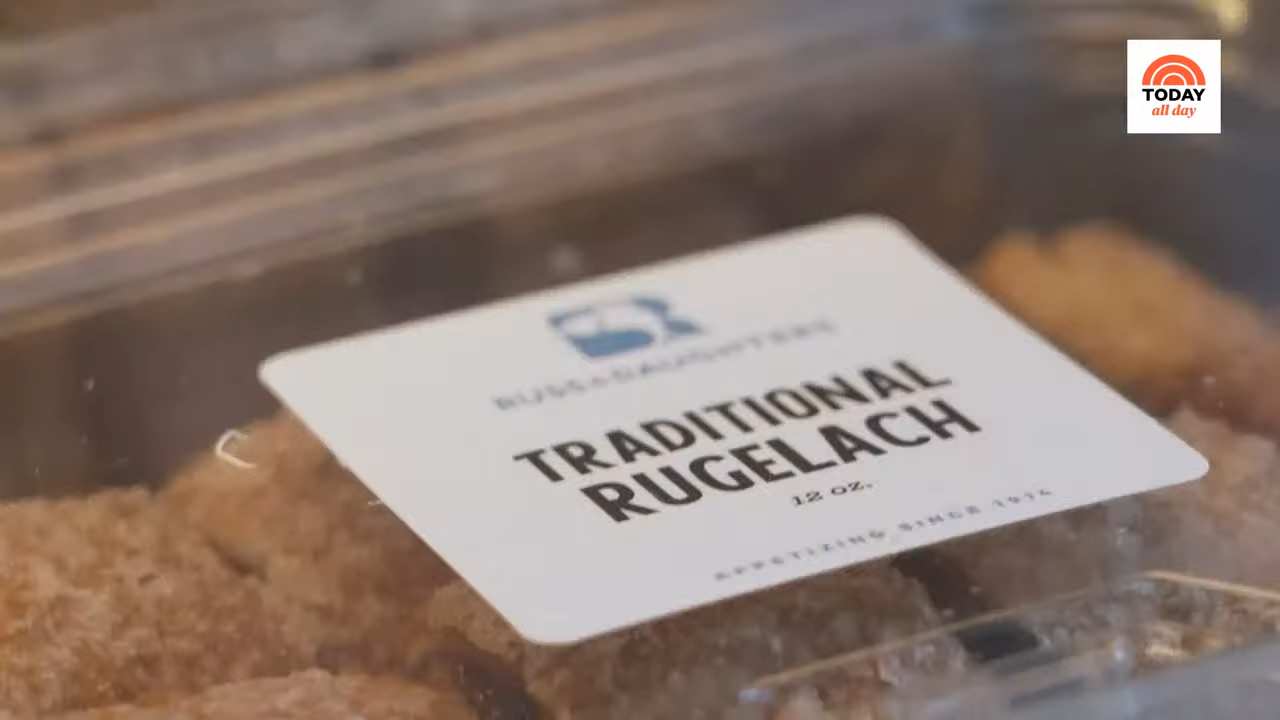 TODAY
all day
RUSS & DAUGHTERS
TRADITIONAL
RUGELACH
12 OZ.
APPETIZING SINCE 1914